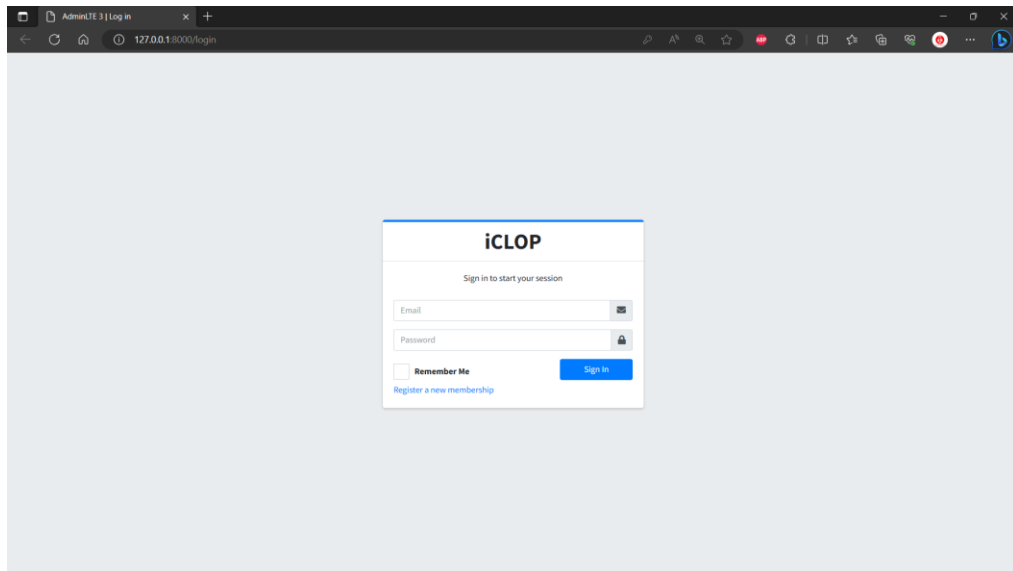 AdminLTE 3 | Log in
127.0.0.1:8000/login
ABP
iCLOP
Sign in to start your session
Email
Password
Remember Me
Sign In
Register a new membership